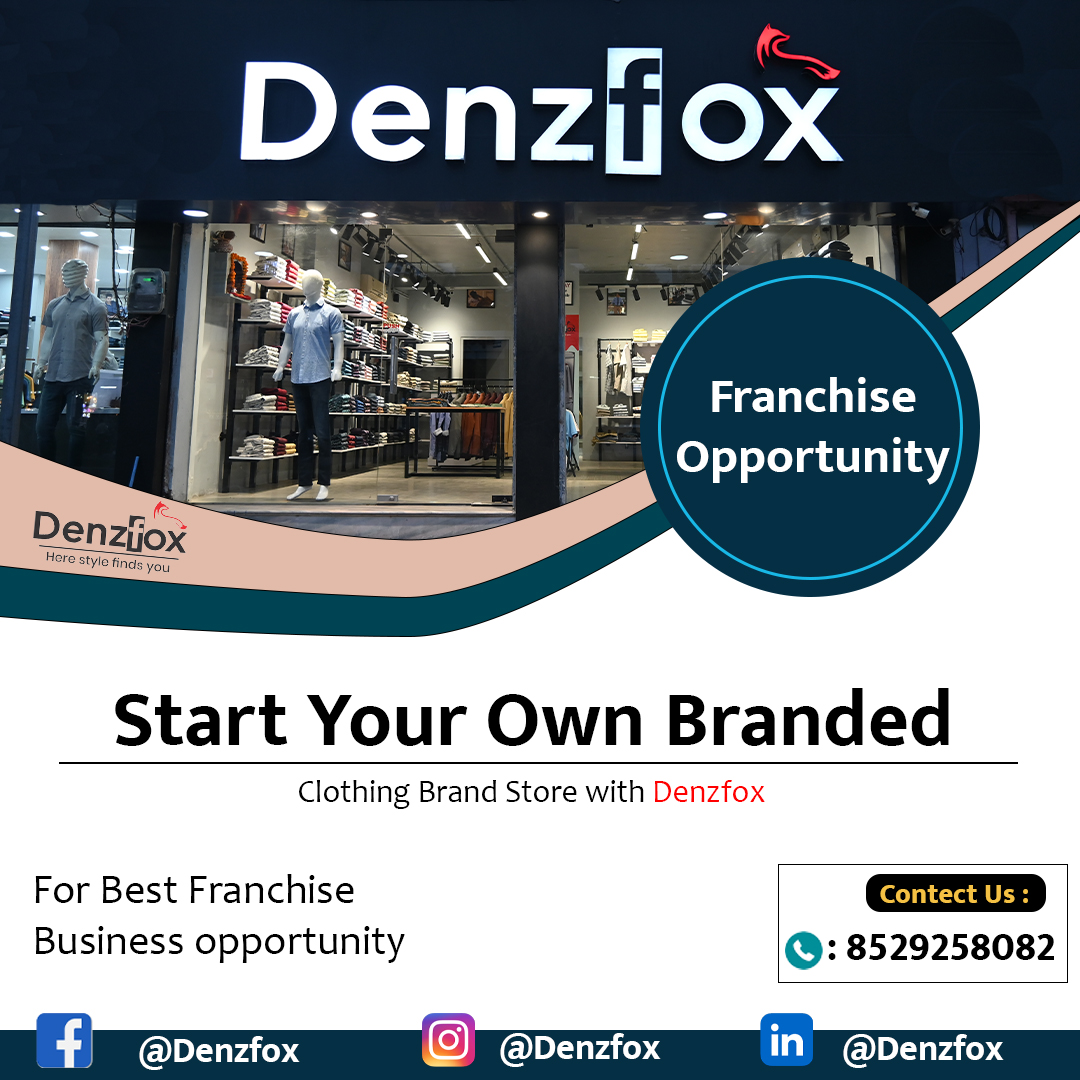 Denzfox
Franchise
Opportunity
Denzfox
Here style finds you
Start Your Own Branded
Clothing Brand Store with Denzfox
For Best Franchise
Business opportunity
Contect Us :
: 8529258082
@Denzfox
@Denzfox
@Denzfox